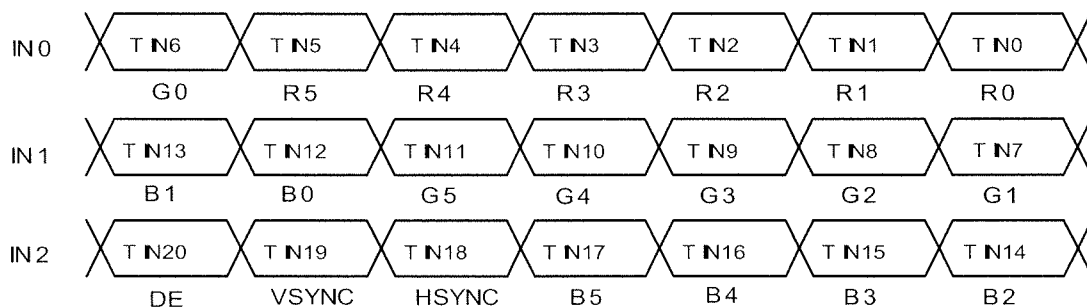 IN0 TIN6 TIN5 TIN4 TIN3 TIN2 TIN1 TIN0
G0 R5 R4 R3 R2 R1 R0
IN1 TIN13 TIN12 TIN11 TIN10 TIN9 TIN8 TIN7
B1 B0 G5 G4 G3 G2 G1
IN2 TIN20 TIN19 TIN18 TIN17 TIN16 TIN15 TIN14
DE VSYNC HSYNC B5 B4 B3 B2